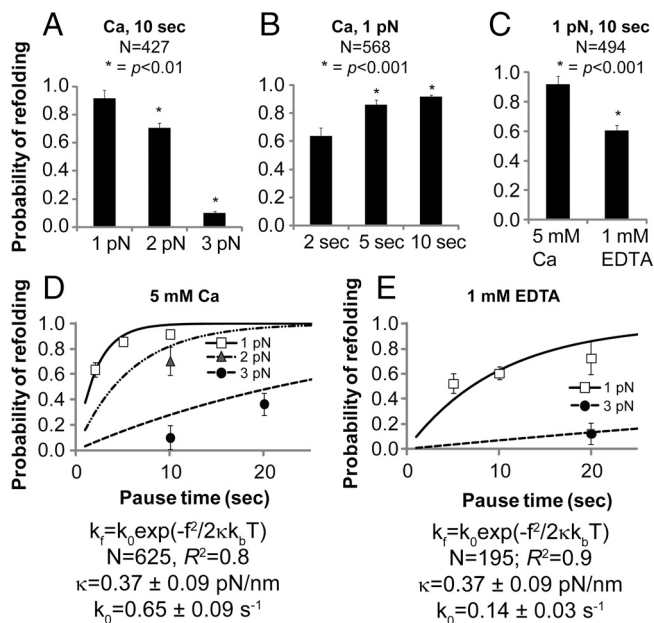 A
Ca, 10 sec
N=427
* = p<0.01
Probability of refolding
1.0
0.8
0.6
0.4
0.2
0.0
*
*
1 pN 2 pN 3 pN
B
Ca, 1 pN
N=568
* = p<0.001
1.0
0.8
0.6
0.4
0.2
0.0
*
*
2 sec 5 sec 10 sec
C
1 pN, 10 sec
N=494
* = p<0.001
1.0
0.8
0.6
0.4
0.2
0.0
*
5 mM 1 mM
Ca EDTA
D
5 mM Ca
Probability of refolding
1.0
0.8
0.6
0.4
0.2
0.0
1 pN
2 pN
3 pN
0 10 20
Pause time (sec)
k_f=k_0exp(-f²/2κk_bT)
N=625, R²=0.8
κ=0.37 ± 0.09 pN/nm
k_0=0.65 ± 0.09 s⁻¹
E
1 mM EDTA
Probability of refolding
1.0
0.8
0.6
0.4
0.2
0.0
1 pN
3 pN
0 10 20
Pause time (sec)
k_f=k_0exp(-f²/2κk_bT)
N=195; R²=0.9
κ=0.37 ± 0.09 pN/nm
k_0=0.14 ± 0.03 s⁻¹